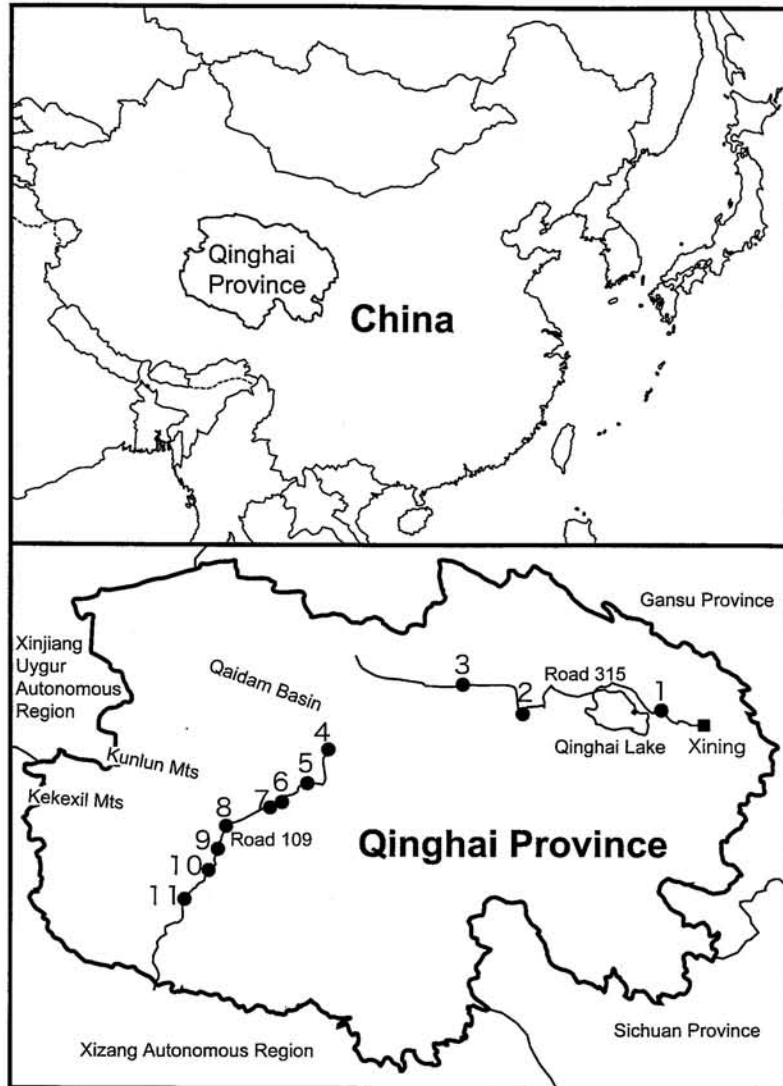 Qinghai
Province
China
Gansu Province
Xinjiang
Uygur
Autonomous
Region
Qaidam Basin
3
Road 315
2
1
Qinghai Lake
Xining
4
Kunlun Mts
5
Kekexil Mts
6
7
8
Road 109
Qinghai Province
9
10
11
Sichuan Province
Xizang Autonomous Region